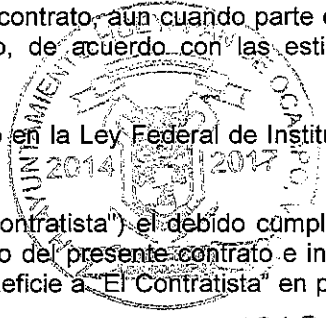 contrato, aun cuando parte
o, de acuerdo con las esti
en la Ley Federal de Institu
2014 2017
ontratista") el debido cumpl
o del presente contrato e in
eficie a "El Contratista" en p